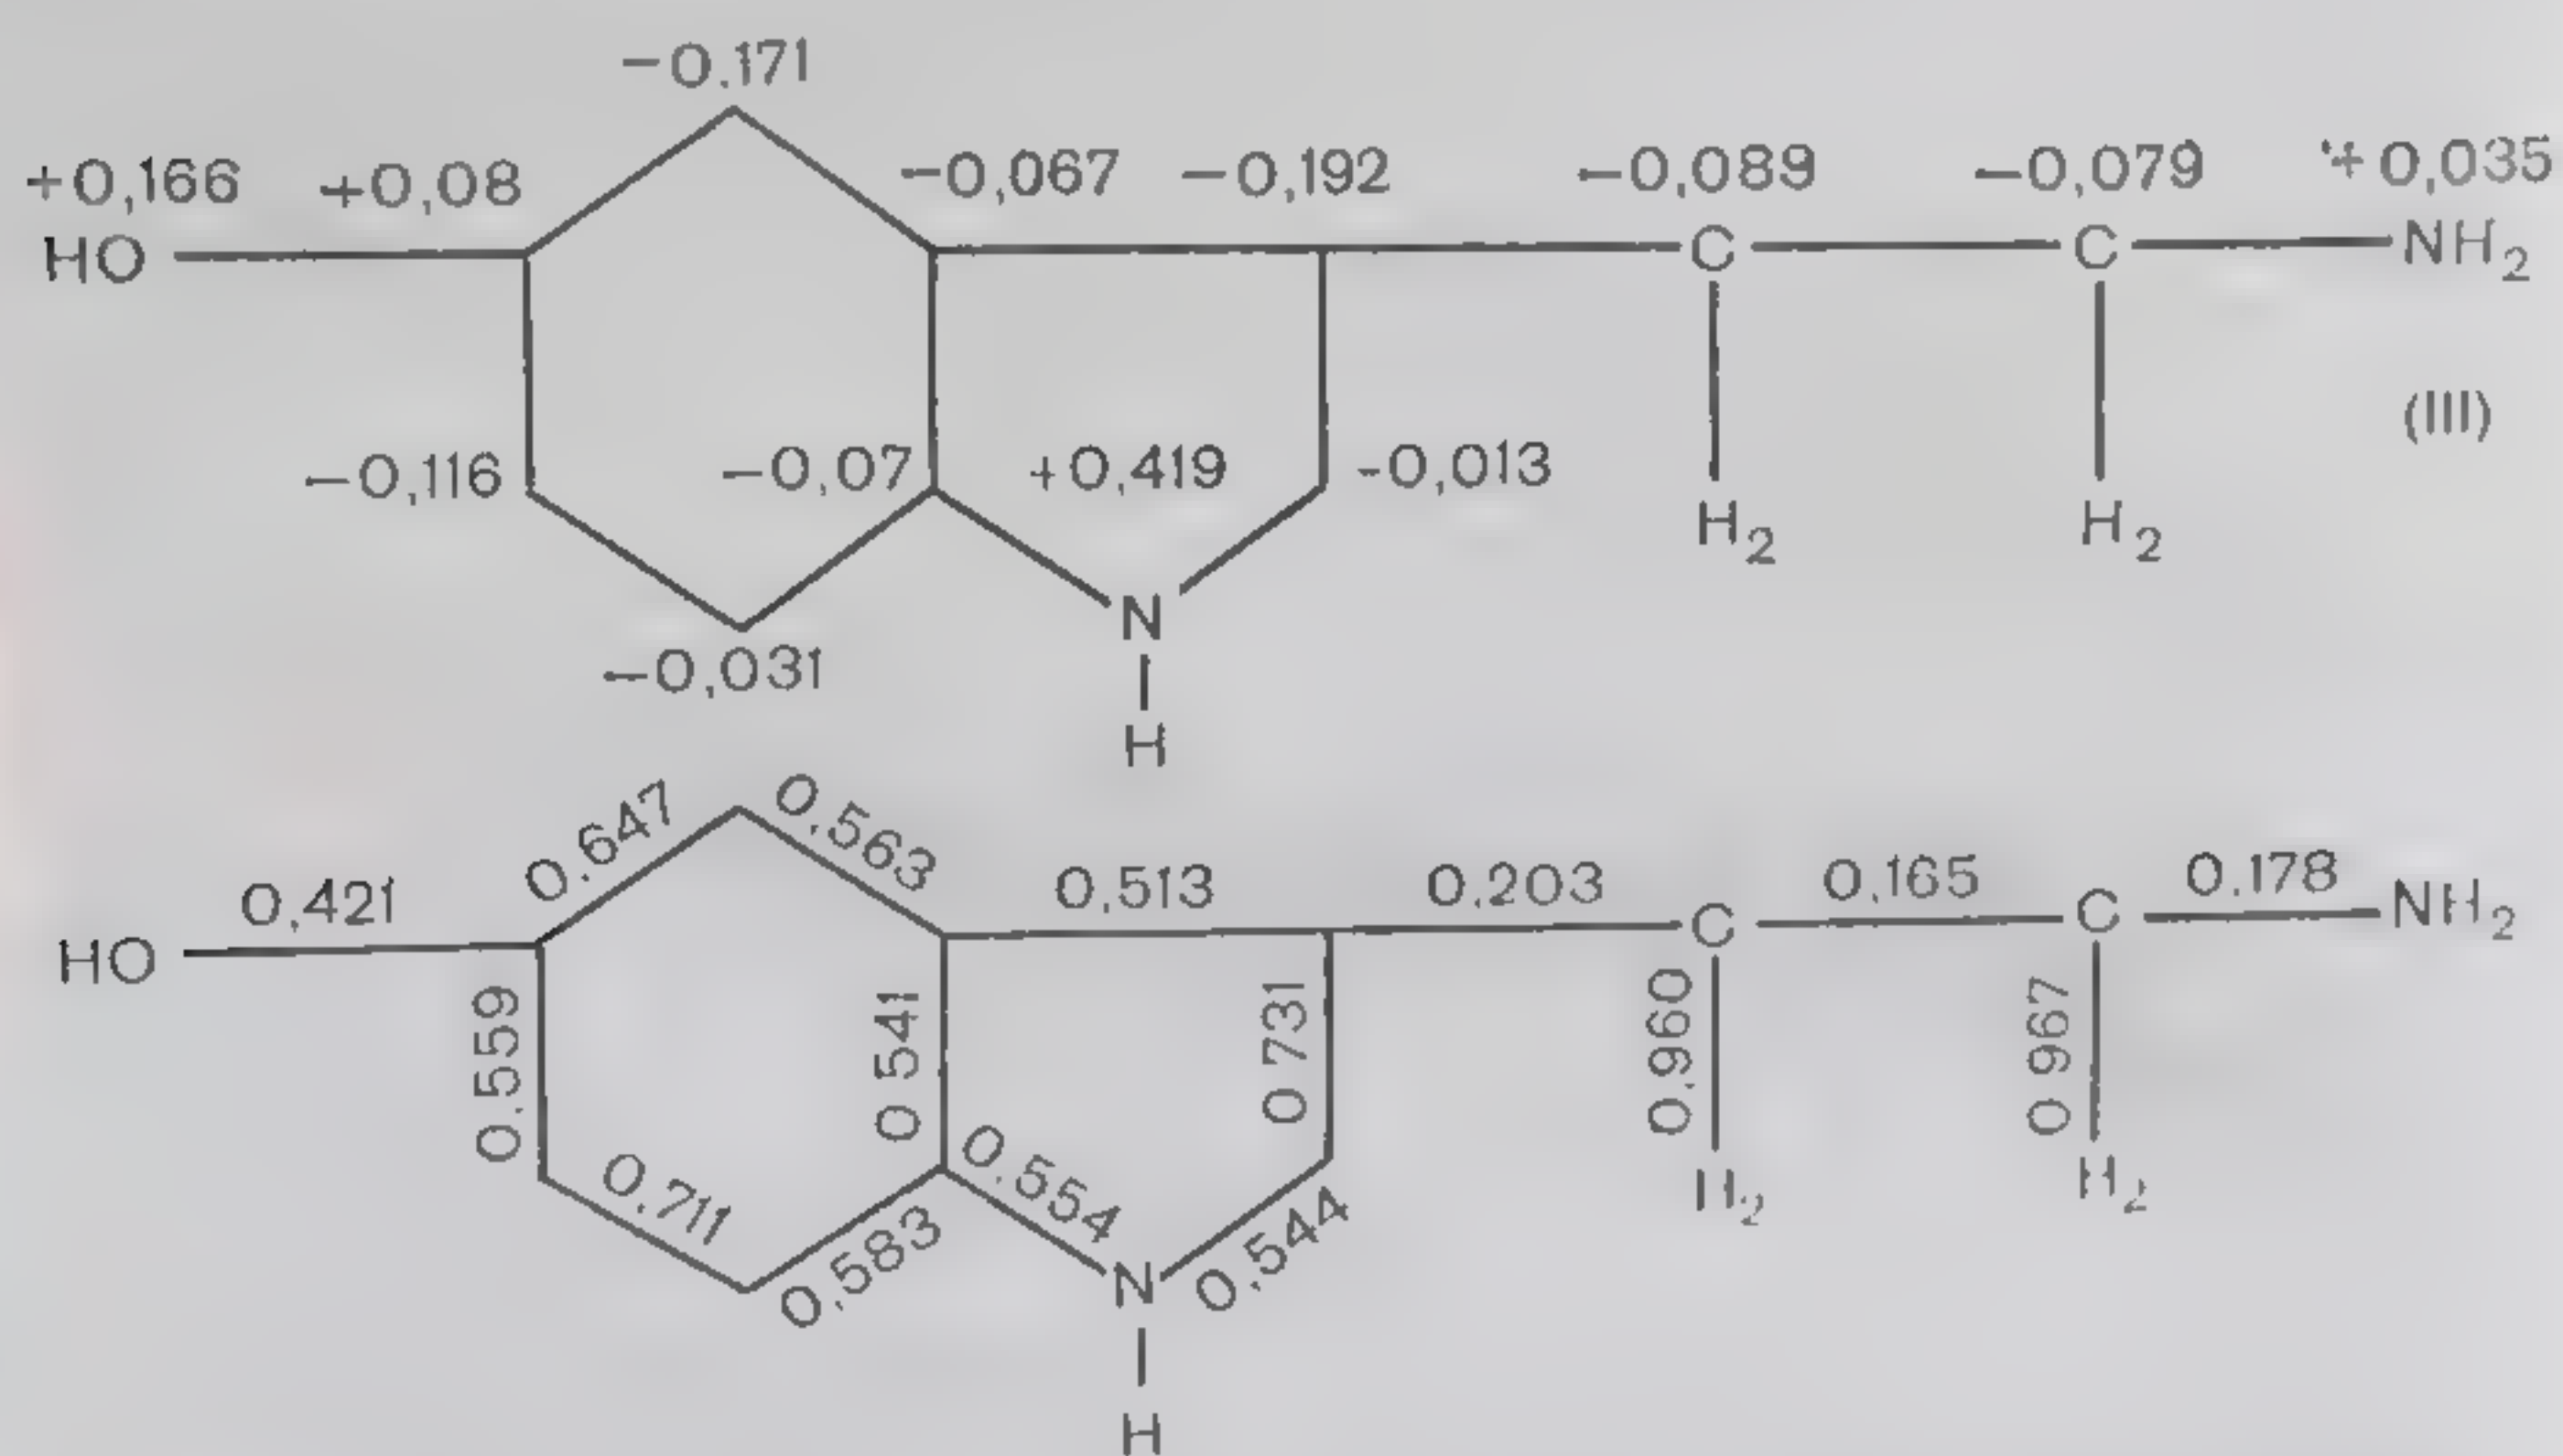 −0.171
+0,166 +0,08 −0,067 −0,192 −0,089 −0,079 +0,035
HO C C NH2
(III)
−0,116 −0,07 +0,419 -0,013
H2 H2
N
−0,031
H
0.647 0.563
0,421 0,513 0,203 0,165 0.178
HO C C NH2
0.559 0 541 0 731 0.960 0 967
0.711 0.554 H2 H2
0,583 N 0,544
H